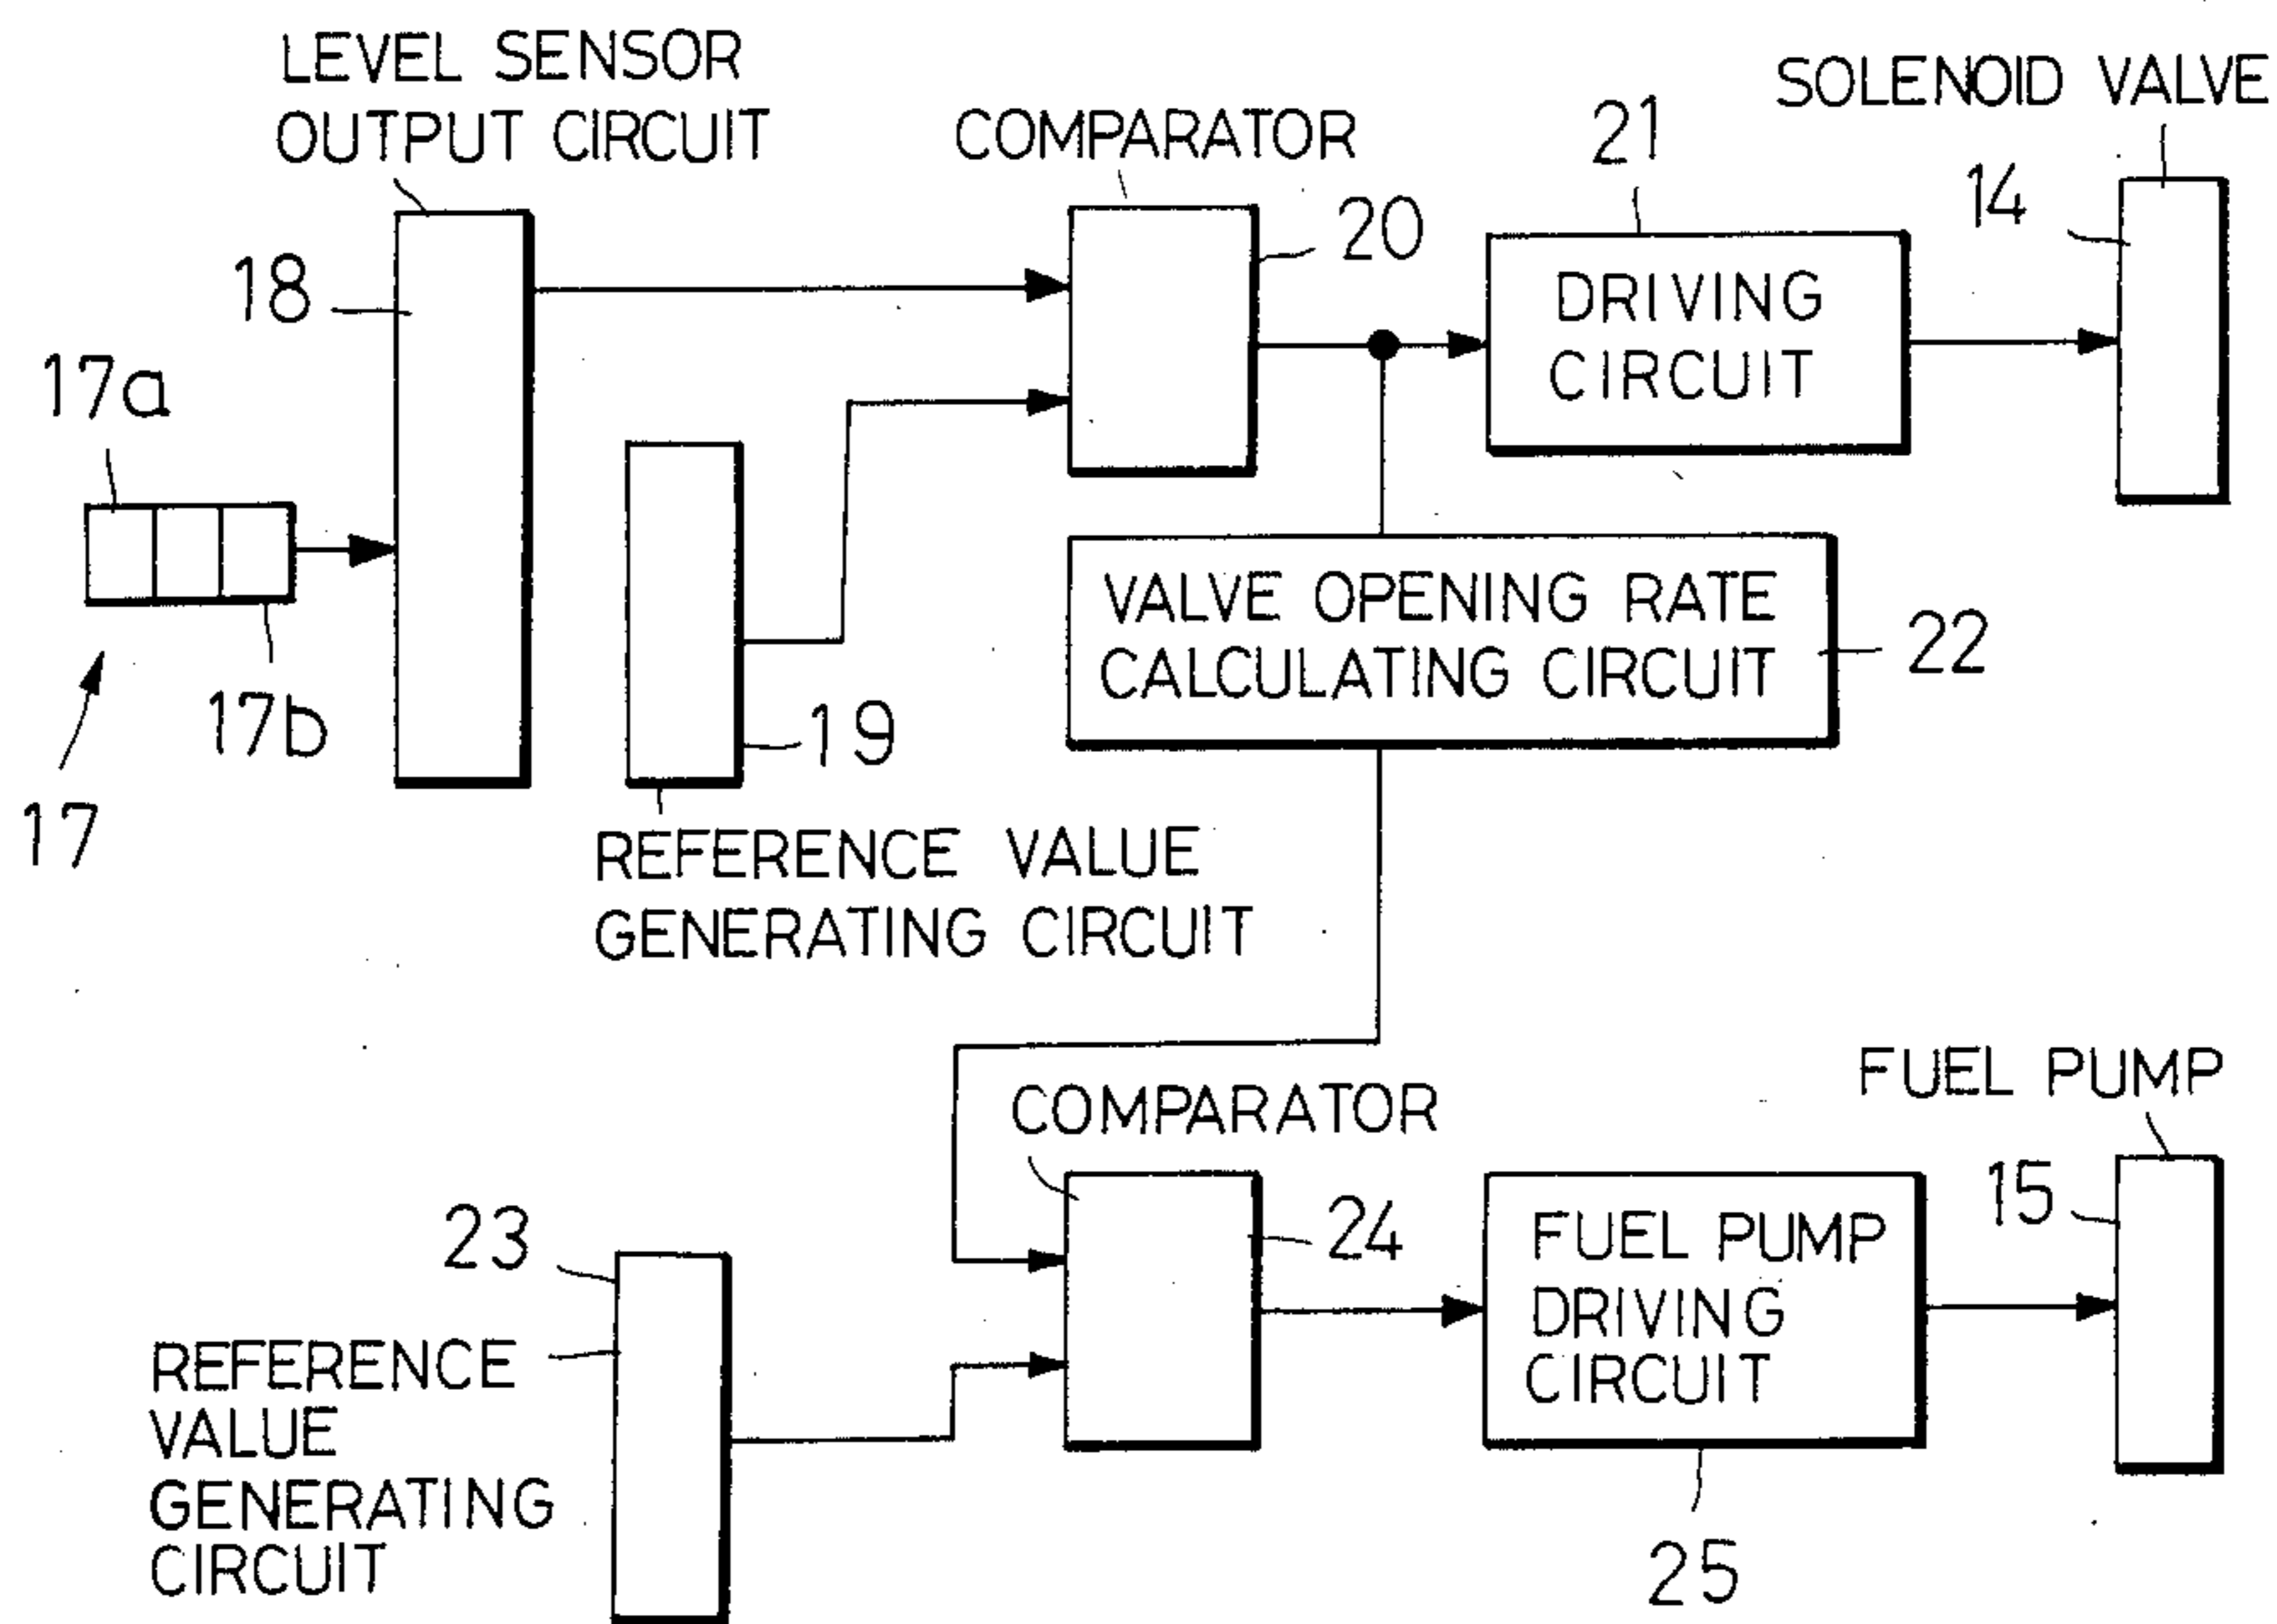 LEVEL SENSOR
OUTPUT CIRCUIT
COMPARATOR
21
SOLENOID VALVE
14
20
18
DRIVING
CIRCUIT
17a
17b
17
19
VALVE OPENING RATE
CALCULATING CIRCUIT
22
REFERENCE VALUE
GENERATING CIRCUIT
FUEL PUMP
COMPARATOR
15
23
24
FUEL PUMP
DRIVING
CIRCUIT
REFERENCE
VALUE
GENERATING
CIRCUIT
25